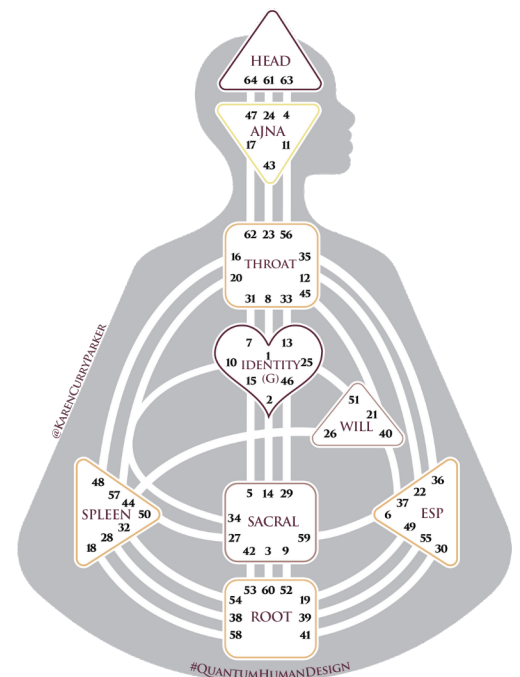 HEAD
64 61 63
47 24 4
AJNA
17 11
43
62 23 56
16 35
THROAT
20 12
45
31 8 33
7 13
1
10 IDENTITY 25
(G)
15 46
2
51
21
WILL
26 40
@KARENCURRYPARKER
48
57
44
SPLEEN 50
32
28
18
5 14 29
34
SACRAL
27 59
42 3 9
36
22
37
6 ESP
49
55
30
53 60 52
54 19
ROOT
38 39
58 41
#QUANTUMHUMANDESIGN